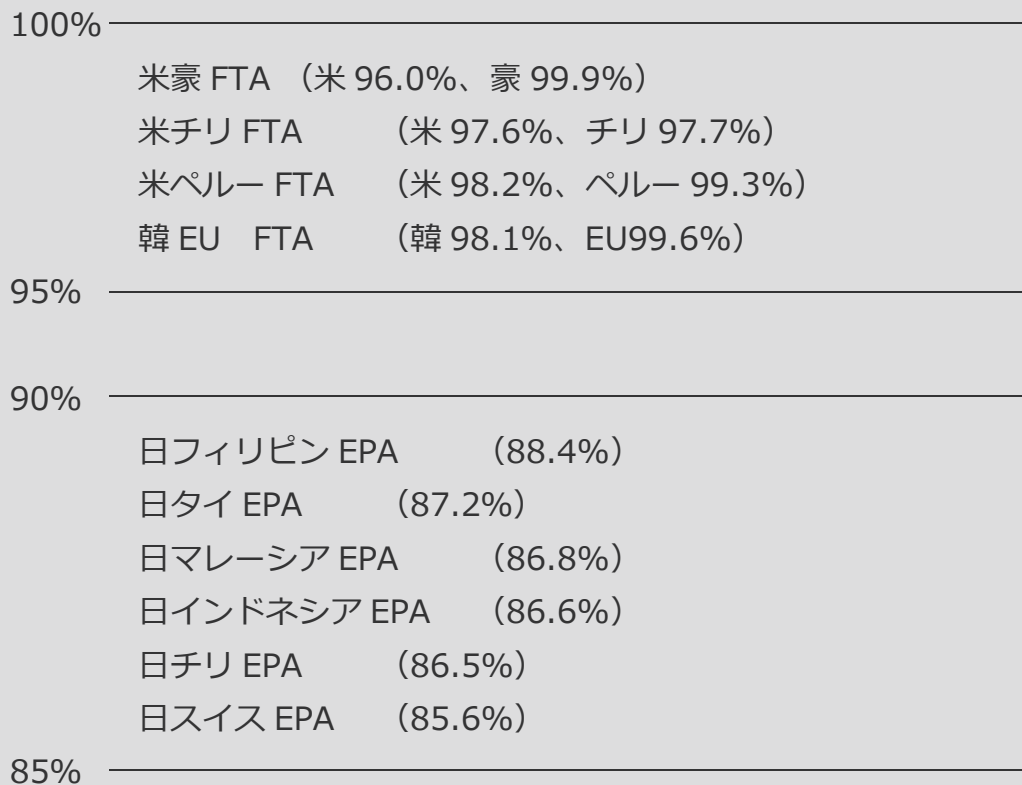 100%
米豪 FTA （米 96.0%、豪 99.9%）
米チリ FTA （米 97.6%、チリ 97.7%）
米ペルー FTA （米 98.2%、ペルー 99.3%）
韓 EU FTA （韓 98.1%、EU99.6%）
95%
90%
日フィリピン EPA （88.4%）
日タイ EPA （87.2%）
日マレーシア EPA （86.8%）
日インドネシア EPA （86.6%）
日チリ EPA （86.5%）
日スイス EPA （85.6%）
85%